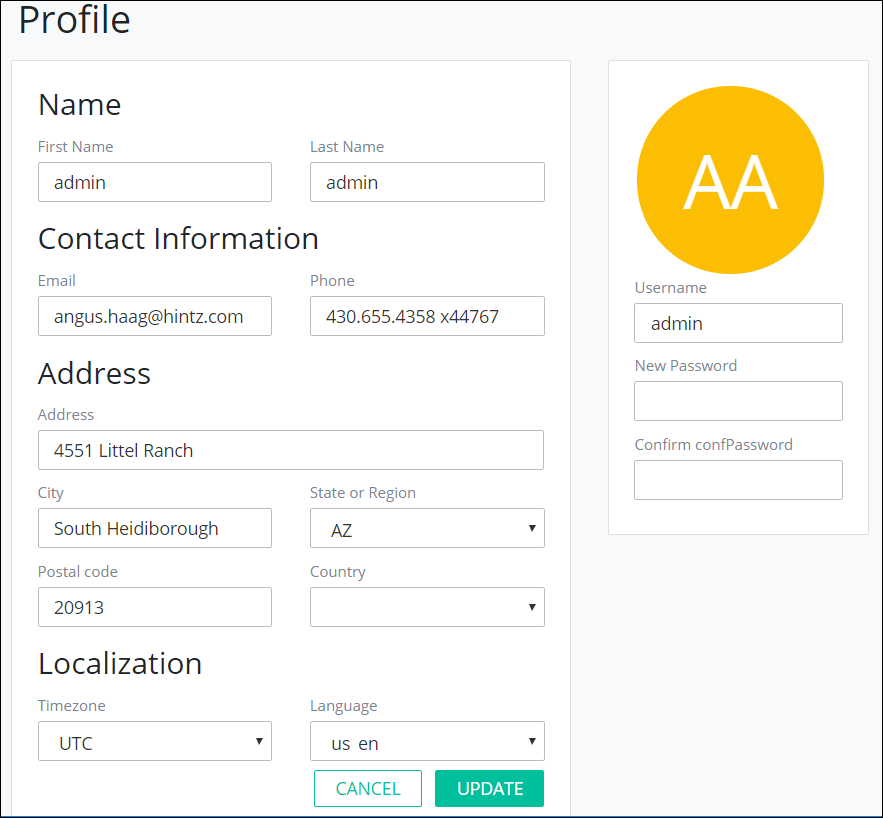 Profile
Name
First Name Last Name
admin admin
Contact Information
Email Phone
angus.haag@hintz.com 430.655.4358 x44767
Address
Address
4551 Littel Ranch
City State or Region
South Heidiborough AZ
Postal code Country
20913
Localization
Timezone Language
UTC us en
CANCEL UPDATE
AA
Username
admin
New Password
Confirm confPassword